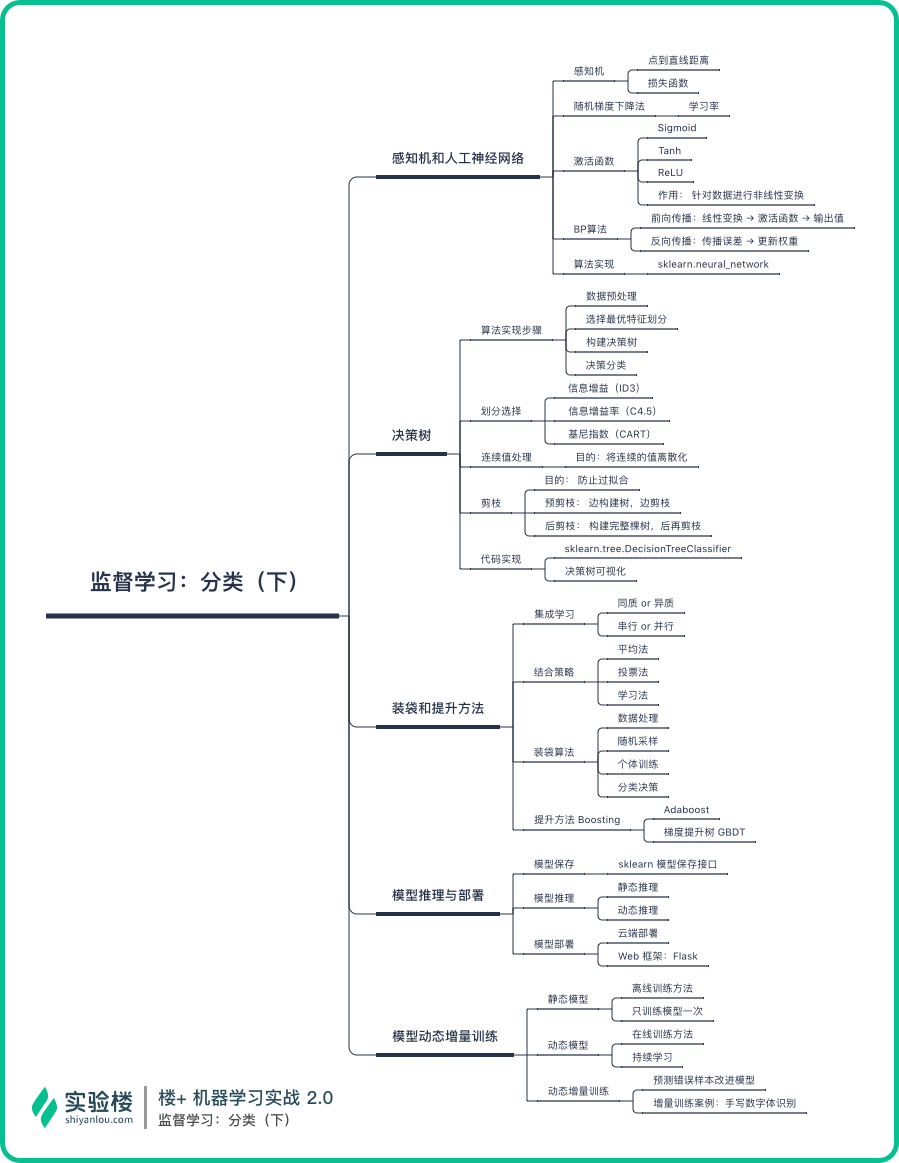 监督学习：分类（下）
感知机和人工神经网络
感知机
点到直线距离
损失函数
随机梯度下降法
学习率
激活函数
Sigmoid
Tanh
ReLU
作用： 针对数据进行非线性变换
BP算法
前向传播：线性变换 → 激活函数 → 输出值
反向传播：传播误差 → 更新权重
算法实现
sklearn.neural_network
决策树
算法实现步骤
数据预处理
选择最优特征划分
构建决策树
决策分类
划分选择
信息增益（ID3）
信息增益率（C4.5）
基尼指数（CART）
连续值处理
目的：将连续的值离散化
剪枝
目的： 防止过拟合
预剪枝： 边构建树，边剪枝
后剪枝： 构建完整棵树，后再剪枝
代码实现
sklearn.tree.DecisionTreeClassifier
决策树可视化
装袋和提升方法
集成学习
同质 or 异质
串行 or 并行
结合策略
平均法
投票法
学习法
装袋算法
数据处理
随机采样
个体训练
分类决策
提升方法 Boosting
Adaboost
梯度提升树 GBDT
模型推理与部署
模型保存
sklearn 模型保存接口
模型推理
静态推理
动态推理
模型部署
云端部署
Web 框架：Flask
模型动态增量训练
静态模型
离线训练方法
只训练模型一次
动态模型
在线训练方法
持续学习
动态增量训练
预测错误样本改进模型
增量训练案例：手写数字体识别
实验楼
shiyanlou.com
楼+ 机器学习实战 2.0
监督学习：分类（下）